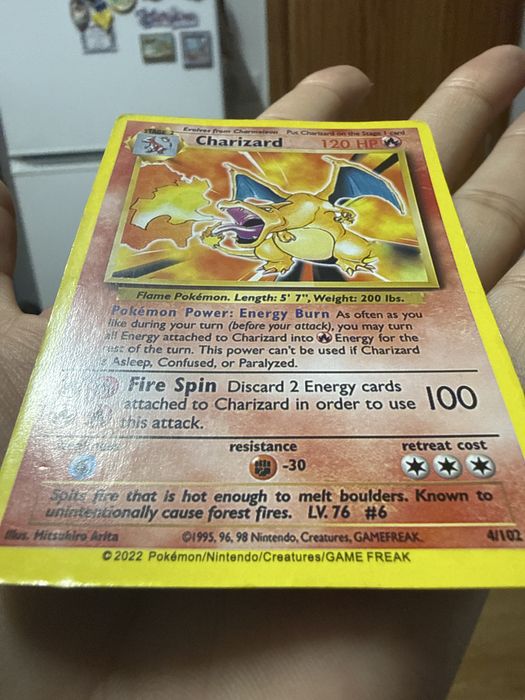 STAGE
Evolves from Charmeleon Put Charizard on the Stage 1 card
Charizard 120 HP
Flame Pokémon. Length: 5' 7", Weight: 200 lbs.
Pokémon Power: Energy Burn As often as you
like during your turn (before your attack), you may turn
all Energy attached to Charizard into Energy for the
rest of the turn. This power can't be used if Charizard
is Asleep, Confused, or Paralyzed.
Fire Spin Discard 2 Energy cards
attached to Charizard in order to use
this attack.
100
weakness resistance retreat cost
-30
Spits fire that is hot enough to melt boulders. Known to
unintentionally cause forest fires. LV. 76 #6
Illus. Mitsuhiro Arita ©1995, 96, 98 Nintendo, Creatures, GAMEFREAK. 4/102
©2022 Pokémon/Nintendo/Creatures/GAME FREAK